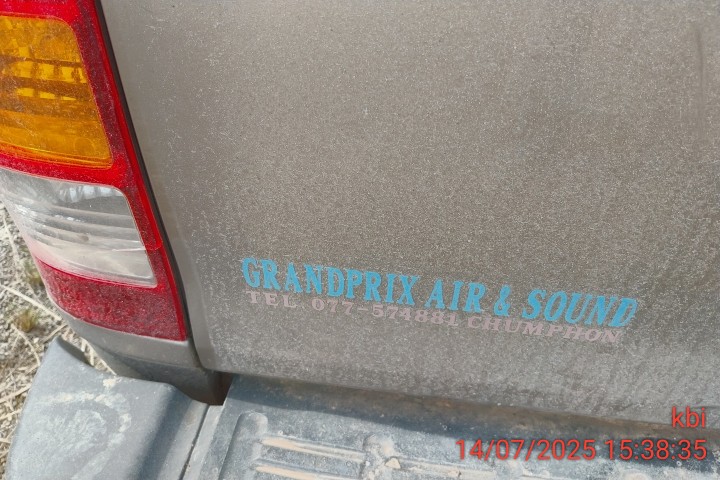 GRANDPRIX AIR & SOUND
TEL 077-574881 CHUMPHON
kbi
14/07/2025 15:38:35